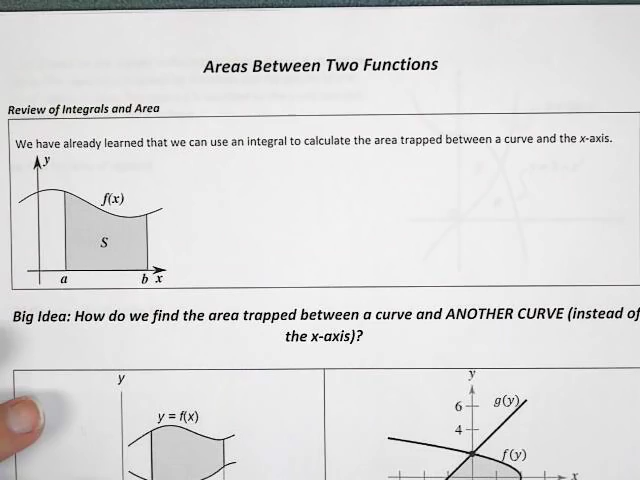 Areas Between Two Functions
Review of Integrals and Area
We have already learned that we can use an integral to calculate the area trapped between a curve and the x-axis.
y
f(x)
S
a
b x
Big Idea: How do we find the area trapped between a curve and ANOTHER CURVE (instead of
the x-axis)?
y
y = f(x)
y
6
g(y)
4
f(y)
x